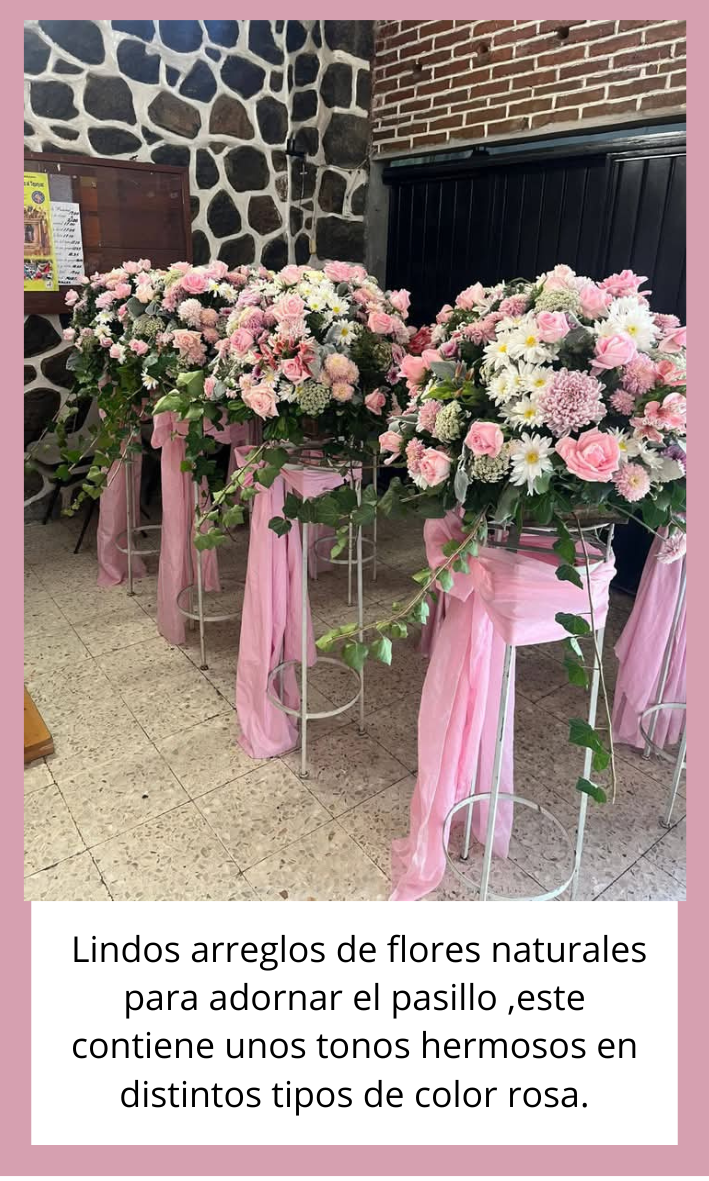 Lindos arreglos de flores naturales
para adornar el pasillo ,este
contiene unos tonos hermosos en
distintos tipos de color rosa.